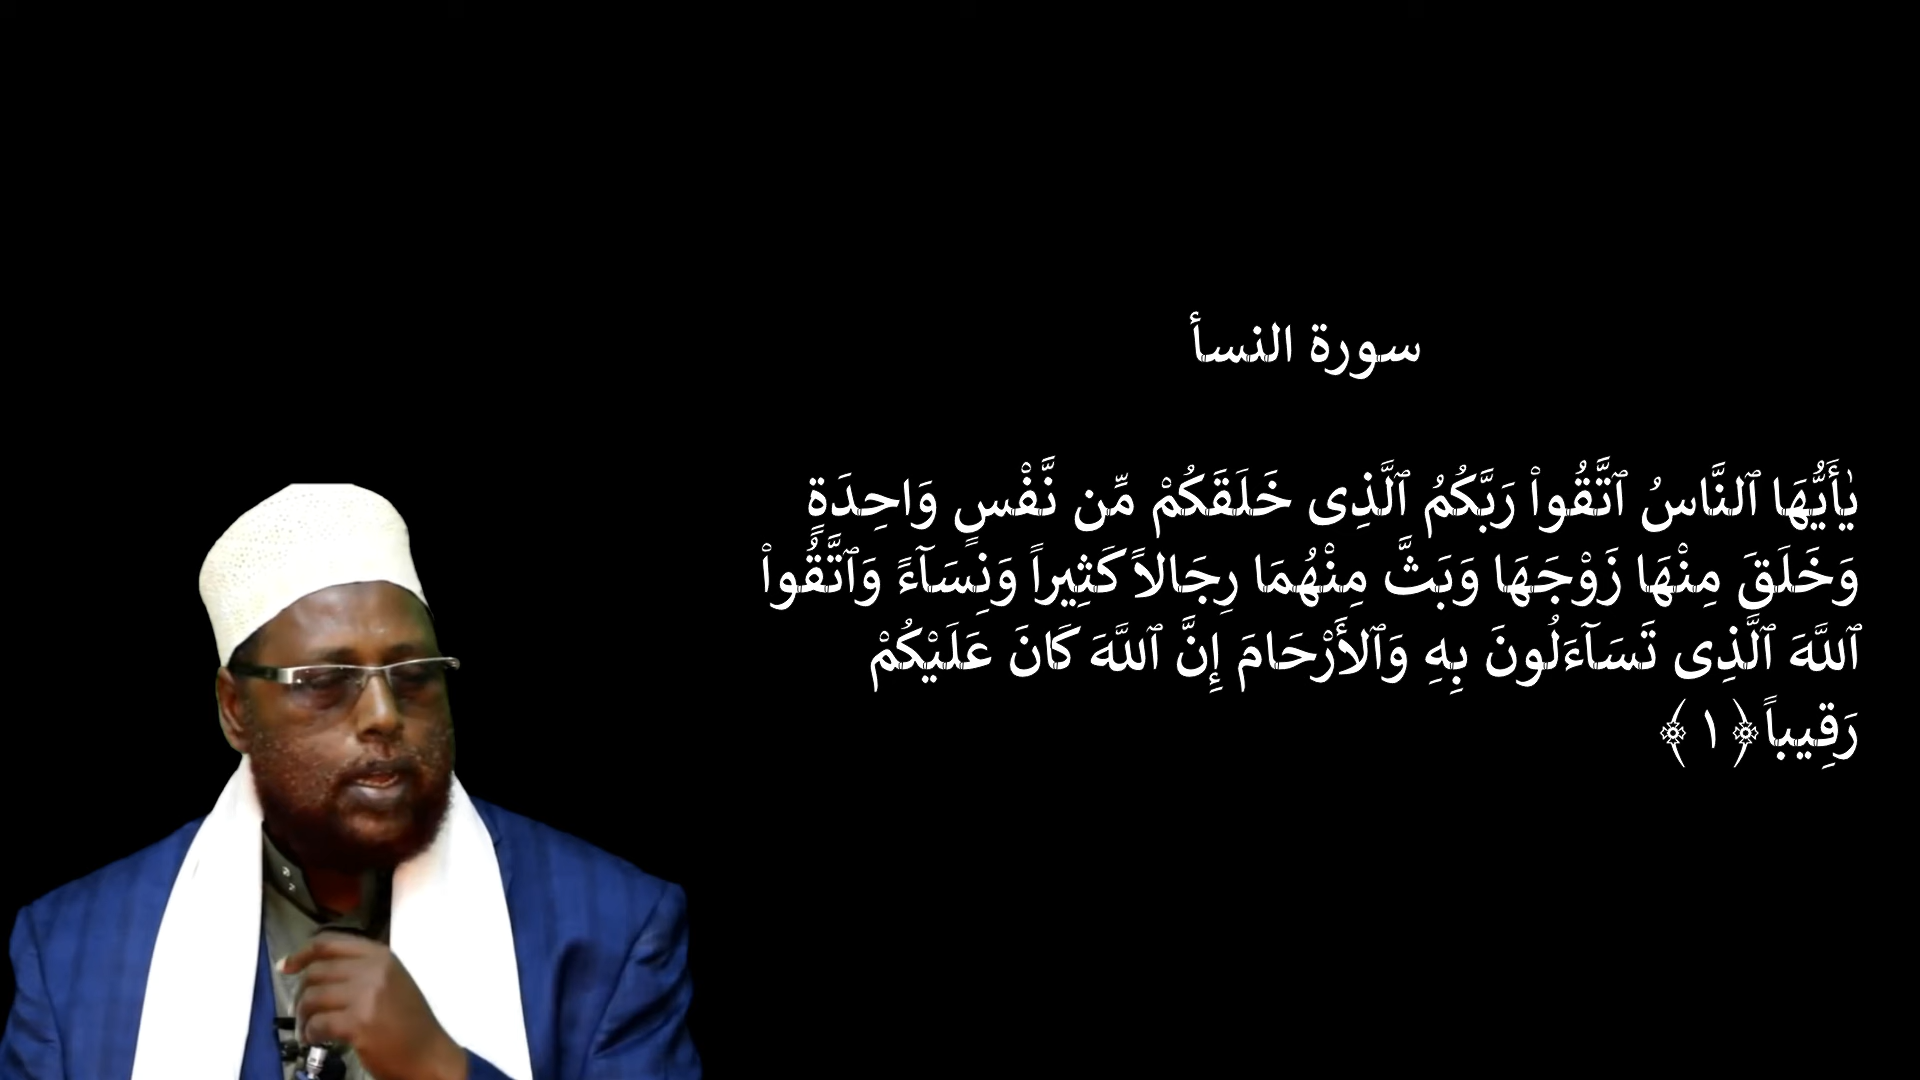 سورة النسأ
يٰأَيُّهَا ٱلنَّاسُ ٱتَّقُواْ رَبَّكُمُ ٱلَّذِى خَلَقَكُمْ مِّن نَّفْسٍ وَاحِدَةٍ
وَخَلَقَ مِنْهَا زَوْجَهَا وَبَثَّ مِنْهُمَا رِجَالاً كَثِيراً وَنِسَآءً وَٱتَّقُواْ
ٱللَّهَ ٱلَّذِى تَسَآءَلُونَ بِهِ وَٱلأَرْحَامَ إِنَّ ٱللَّهَ كَانَ عَلَيْكُمْ
رَقِيباً ﴿١﴾